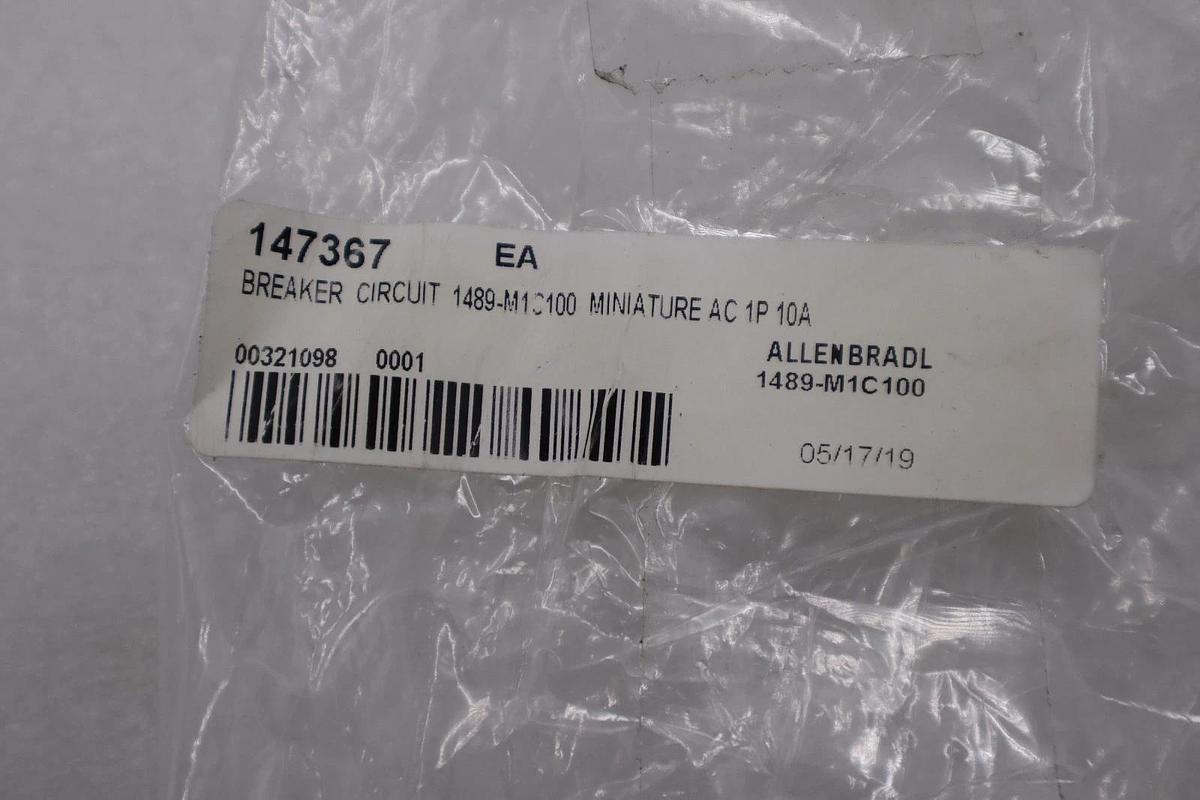 147367 EA
BREAKER CIRCUIT 1489-M1C100 MINIATURE AC 1P 10A
00321098 0001
ALLENBRADL
1489-M1C100
05/17/19